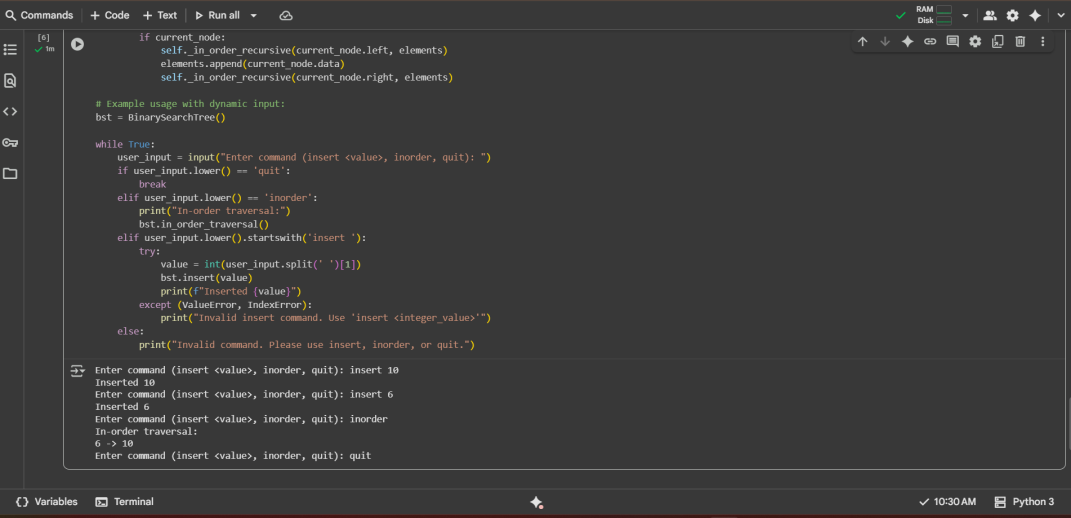 Commands + Code + Text Run all
RAM
Disk
[6]
1m
if current_node:
self._in_order_recursive(current_node.left, elements)
elements.append(current_node.data)
self._in_order_recursive(current_node.right, elements)
# Example usage with dynamic input:
bst = BinarySearchTree()
while True:
user_input = input("Enter command (insert <value>, inorder, quit): ")
if user_input.lower() == 'quit':
break
elif user_input.lower() == 'inorder':
print("In-order traversal:")
bst.in_order_traversal()
elif user_input.lower().startswith('insert '):
try:
value = int(user_input.split(' ')[1])
bst.insert(value)
print(f"Inserted {value}")
except (ValueError, IndexError):
print("Invalid insert command. Use 'insert <integer_value>'")
else:
print("Invalid command. Please use insert, inorder, or quit.")
Enter command (insert <value>, inorder, quit): insert 10
Inserted 10
Enter command (insert <value>, inorder, quit): insert 6
Inserted 6
Enter command (insert <value>, inorder, quit): inorder
In-order traversal:
6 -> 10
Enter command (insert <value>, inorder, quit): quit
{} Variables Terminal 10:30 AM Python 3